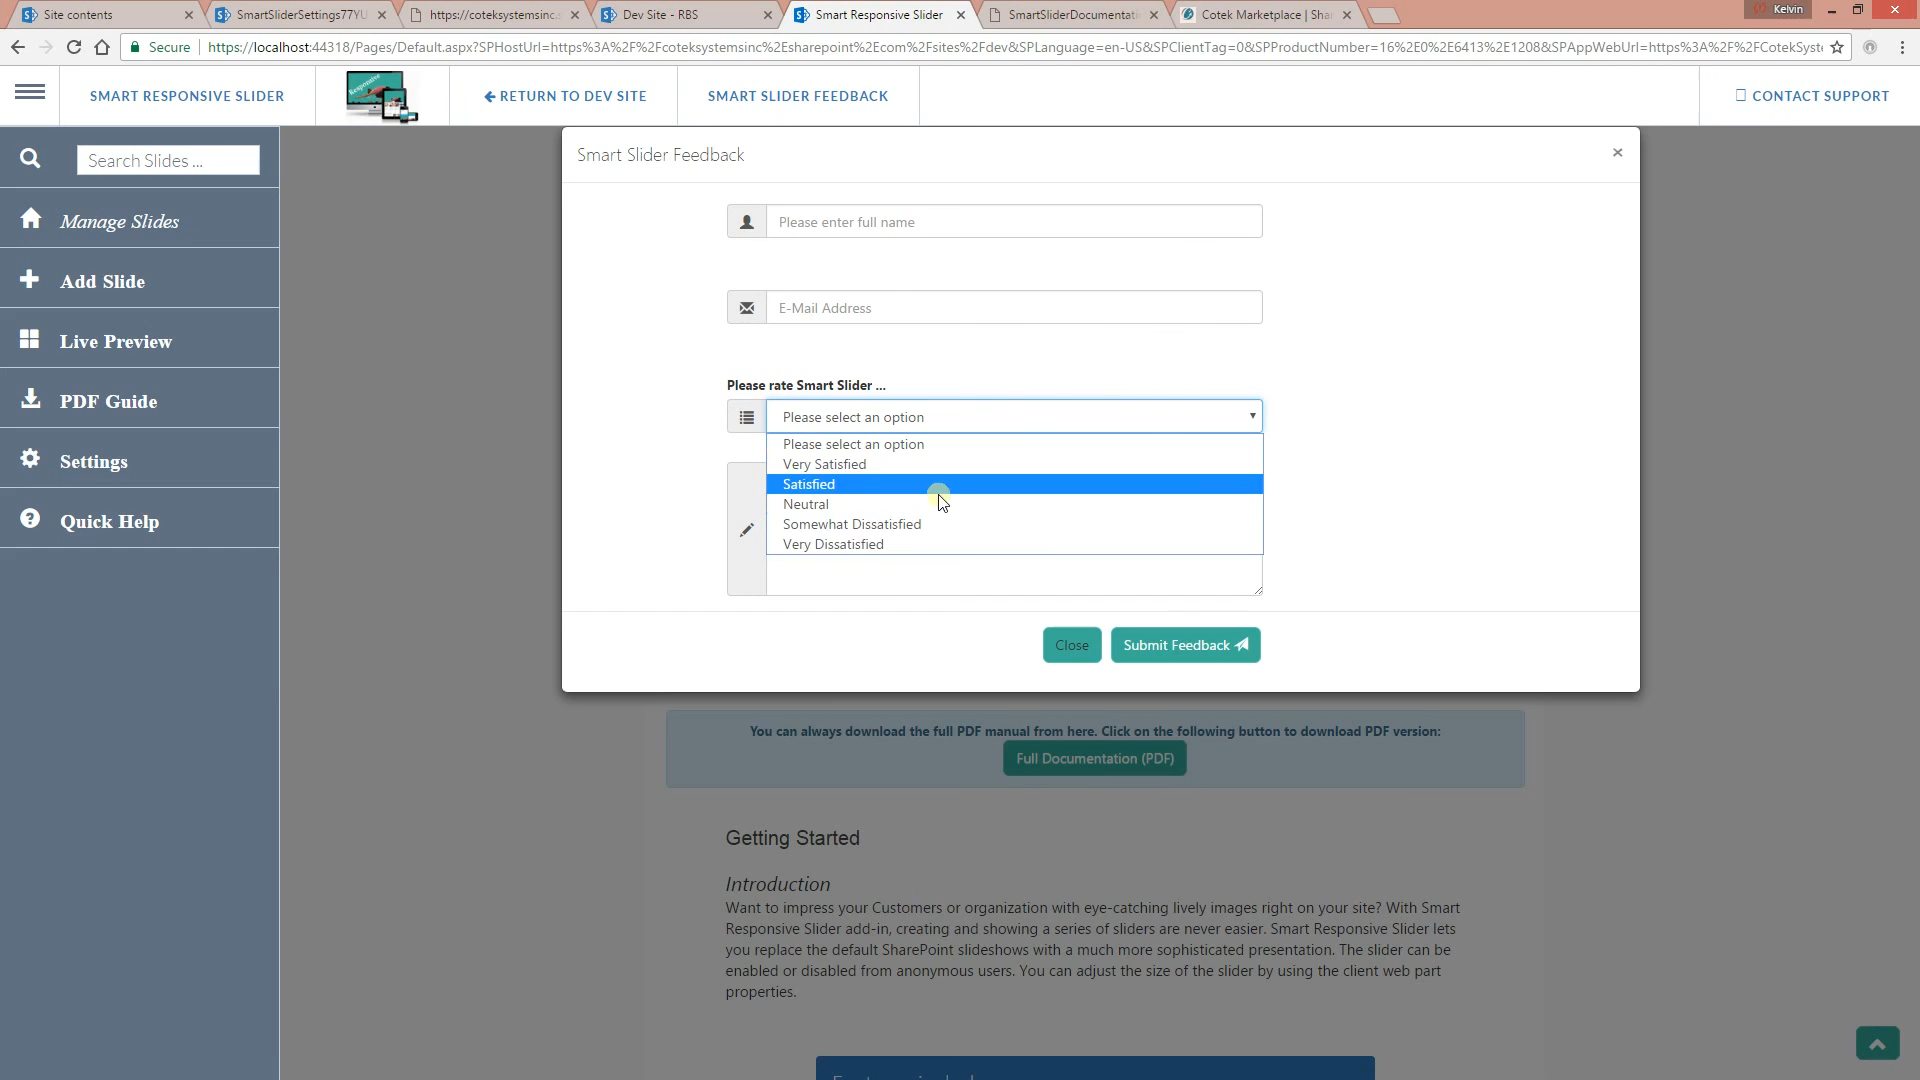 Site contents
SmartSliderSettings77YU
https://coteksystemsinc.s
Dev Site - RBS
Smart Responsive Slider
SmartSliderDocumentati
Cotek Marketplace | Shar
Kelvin
Secure
https://localhost:44318/Pages/Default.aspx?SPHostUrl=https%3A%2F%2Fcoteksystemsinc%2Esharepoint%2Ecom%2Fsites%2Fdev&SPLanguage=en-US&SPClientTag=0&SPProductNumber=16%2E0%2E6413%2E1208&SPAppWebUrl=https%3A%2F%2FCotekSyste
SMART RESPONSIVE SLIDER
Responsive
RETURN TO DEV SITE
SMART SLIDER FEEDBACK
CONTACT SUPPORT
Search Slides ...
Manage Slides
Add Slide
Live Preview
PDF Guide
Settings
Quick Help
Smart Slider Feedback
×
Please enter full name
E-Mail Address
Please rate Smart Slider ...
Please select an option
Please select an option
Very Satisfied
Satisfied
Neutral
Somewhat Dissatisfied
Very Dissatisfied
Close
Submit Feedback
You can always download the full PDF manual from here. Click on the following button to download PDF version:
Full Documentation (PDF)
Getting Started
Introduction
Want to impress your Customers or organization with eye-catching lively images right on your site? With Smart
Responsive Slider add-in, creating and showing a series of sliders are never easier. Smart Responsive Slider lets
you replace the default SharePoint slideshows with a much more sophisticated presentation. The slider can be
enabled or disabled from anonymous users. You can adjust the size of the slider by using the client web part
properties.